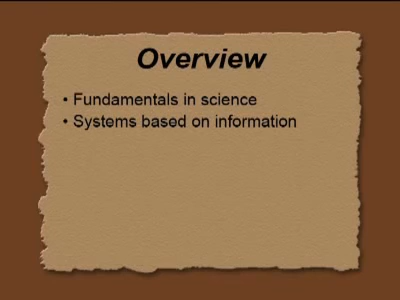 Overview
• Fundamentals in science
• Systems based on information